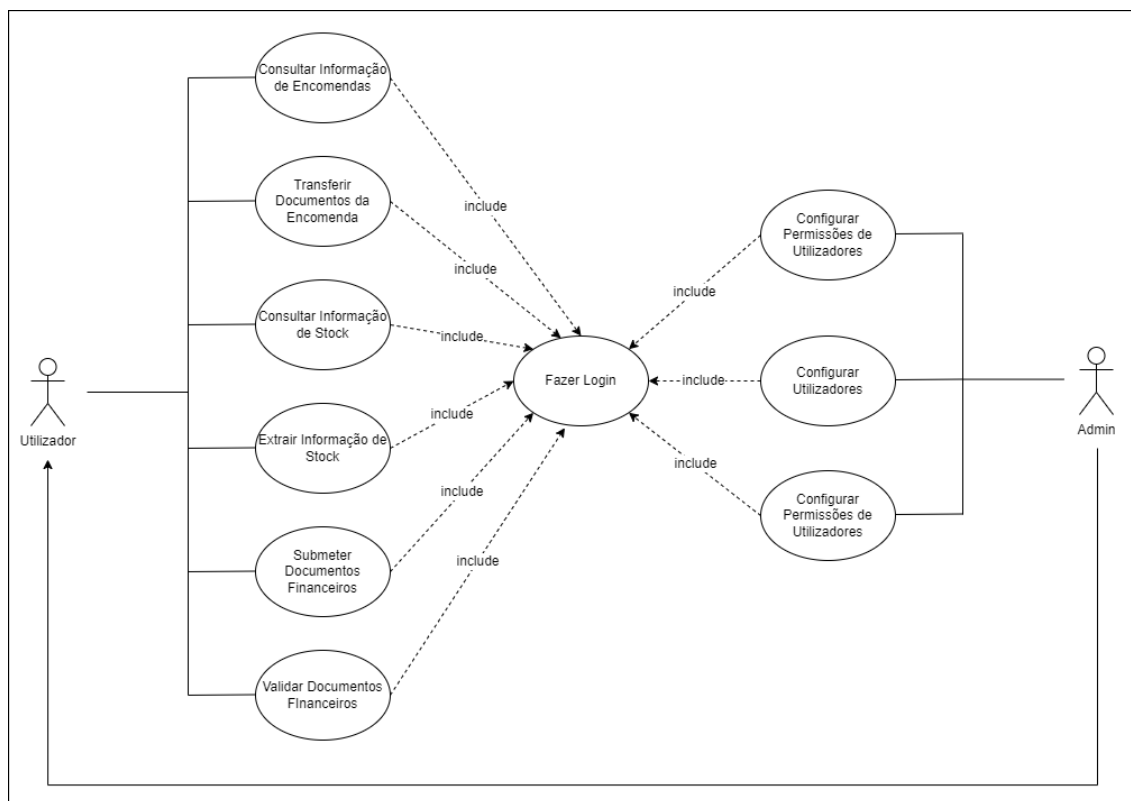 Consultar Informação
de Encomendas
Transferir
Documentos da
Encomenda
include
Configurar
Permissões de
Utilizadores
include
include
Consultar Informação
de Stock
include
Fazer Login
include
Configurar
Utilizadores
Utilizador
Admin
include
Extrair Informação de
Stock
include
include
Configurar
Permissões de
Utilizadores
Submeter
Documentos
Financeiros
include
Validar Documentos
FInanceiros